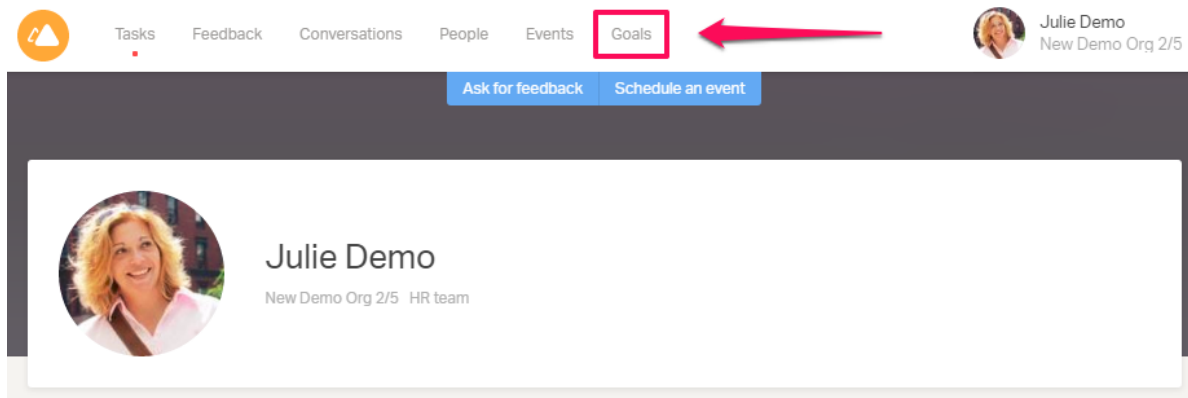 Tasks Feedback Conversations People Events Goals
Julie Demo
New Demo Org 2/5
Ask for feedback Schedule an event
Julie Demo
New Demo Org 2/5 HR team